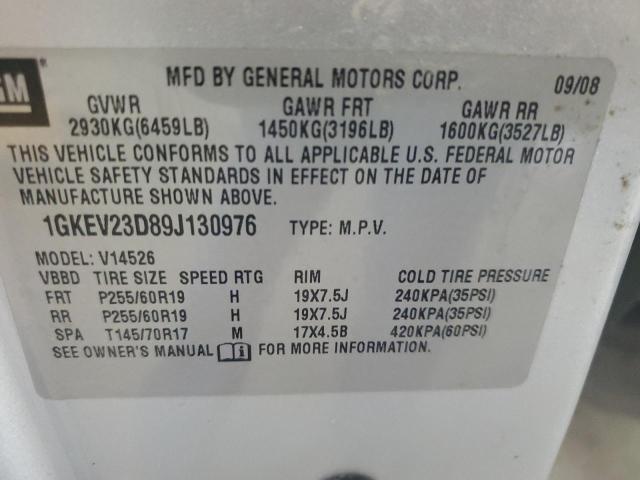 GM
MFD BY GENERAL MOTORS CORP. 09/08
GVWR GAWR FRT GAWR RR
2930KG(6459LB) 1450KG(3196LB) 1600KG(3527LB)
THIS VEHICLE CONFORMS TO ALL APPLICABLE U.S. FEDERAL MOTOR
VEHICLE SAFETY STANDARDS IN EFFECT ON THE DATE OF
MANUFACTURE SHOWN ABOVE.
1GKEV23D89J130976 TYPE: M.P.V.
MODEL: V14526
VBBD TIRE SIZE SPEED RTG RIM COLD TIRE PRESSURE
FRT P255/60R19 H 19X7.5J 240KPA(35PSI)
RR P255/60R19 H 19X7.5J 240KPA(35PSI)
SPA T145/70R17 M 17X4.5B 420KPA(60PSI)
SEE OWNER'S MANUAL FOR MORE INFORMATION.